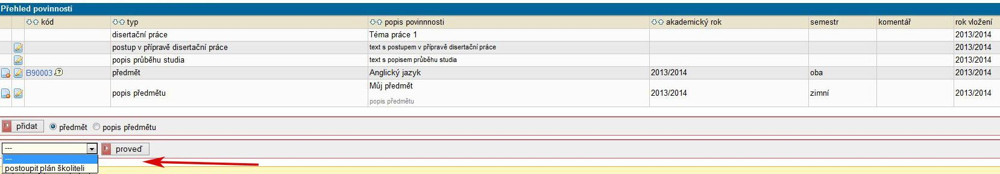 Přehled povinností
kód typ popis povinnnosti akademický rok semestr komentář rok vložení
disertační práce Téma práce 1 2013/2014
postup v přípravě disertační práce text s postupem v přípravě disertační práce 2013/2014
popis průběhu studia text s popisem průběhu studia 2013/2014
B90003 předmět Anglický jazyk 2013/2014 oba 2013/2014
popis předmětu Můj předmět 2013/2014 zimní 2013/2014
popis předmětu
přidat předmět popis předmětu
--- proveď
---
postoupit plán školiteli